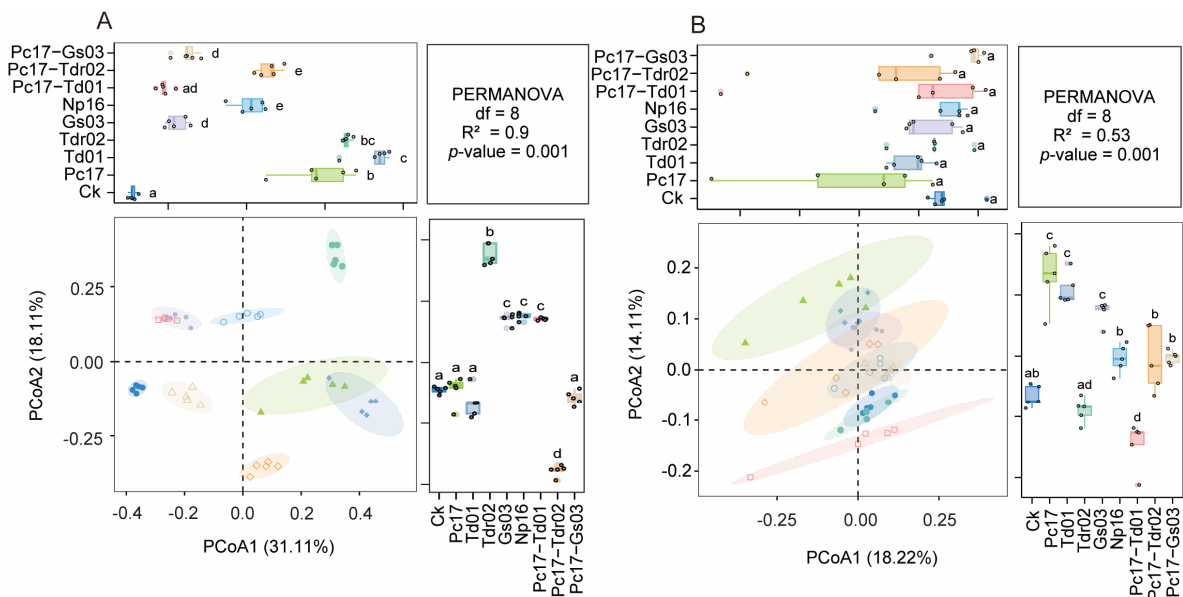 A
Pc17-Gs03
d
Pc17-Tdr02
e
Pc17-Td01
ad
Np16
e
Gs03
d
Tdr02
bc
Td01
c
Pc17
b
Ck
a
PERMANOVA
df = 8
R² = 0.9
p-value = 0.001
PCoA2 (18.11%)
0.25
0.00
-0.25
-0.4
-0.2
0.0
0.2
0.4
PCoA1 (31.11%)
a
a
a
b
c
c
c
d
a
Ck
Pc17
Td01
Tdr02
Gs03
Np16
Pc17-Td01
Pc17-Tdr02
Pc17-Gs03
B
Pc17-Gs03
a
Pc17-Tdr02
a
Pc17-Td01
a
Np16
a
Gs03
a
Tdr02
a
Td01
a
Pc17
a
Ck
a
PERMANOVA
df = 8
R² = 0.53
p-value = 0.001
PCoA2 (14.11%)
0.2
0.1
0.0
-0.1
-0.2
-0.25
0.00
0.25
PCoA1 (18.22%)
ab
c
c
ad
c
b
d
b
b
Ck
Pc17
Td01
Tdr02
Gs03
Np16
Pc17-Td01
Pc17-Tdr02
Pc17-Gs03